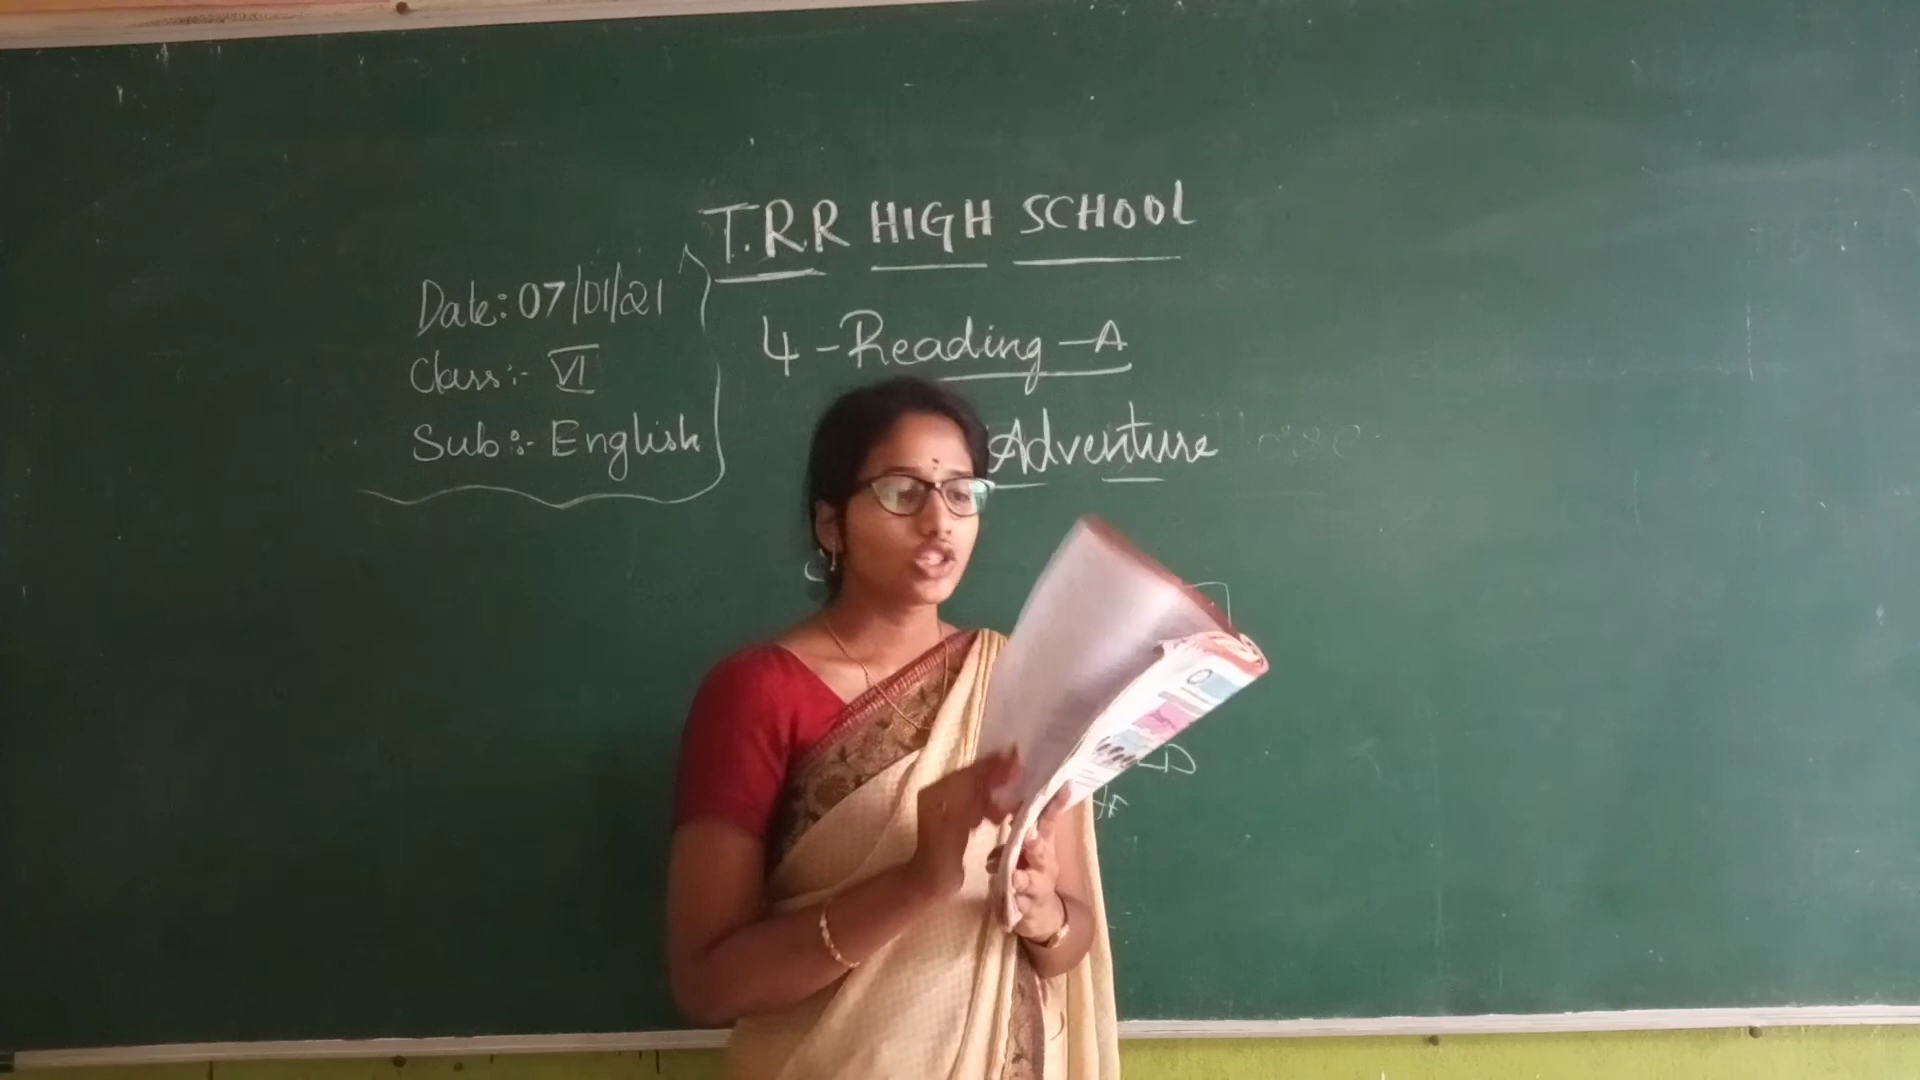 T.R.R HIGH SCHOOL
Date: 07/01/21
Class:- VI
Sub:- English
4 - Reading - A
Adventure